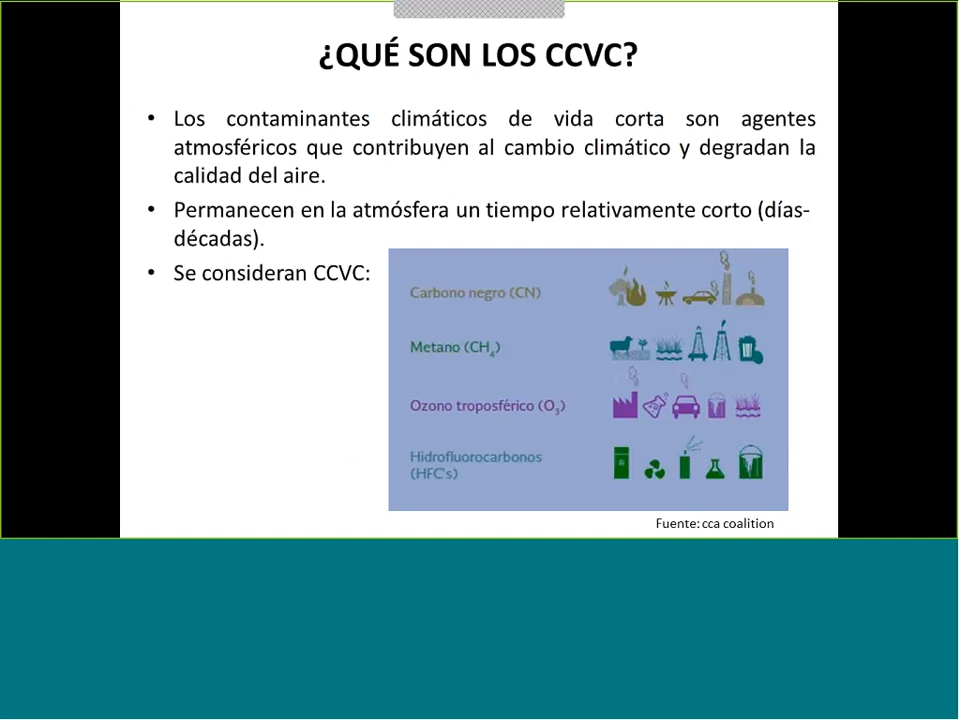 ¿QUÉ SON LOS CCVC?
• Los contaminantes climáticos de vida corta son agentes
atmosféricos que contribuyen al cambio climático y degradan la
calidad del aire.
• Permanecen en la atmósfera un tiempo relativamente corto (días-
décadas).
• Se consideran CCVC:
Carbono negro (CN)
Metano (CH₄)
Ozono troposférico (O₃)
Hidrofluorocarbonos
(HFC's)
Fuente: cca coalition